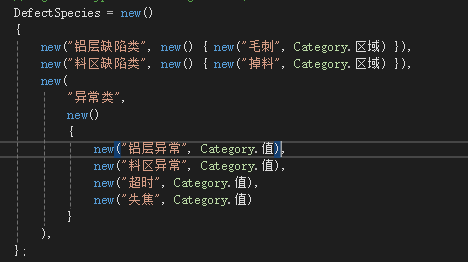 DefectSpecies = new()
{
new("铝层缺陷类", new() { new("毛刺", Category.区域) }),
new("料区缺陷类", new() { new("掉料", Category.区域) }),
new(
"异常类",
new()
{
new("铝层异常", Category.值),
new("料区异常", Category.值),
new("超时", Category.值),
new("失焦", Category.值)
}
),
};